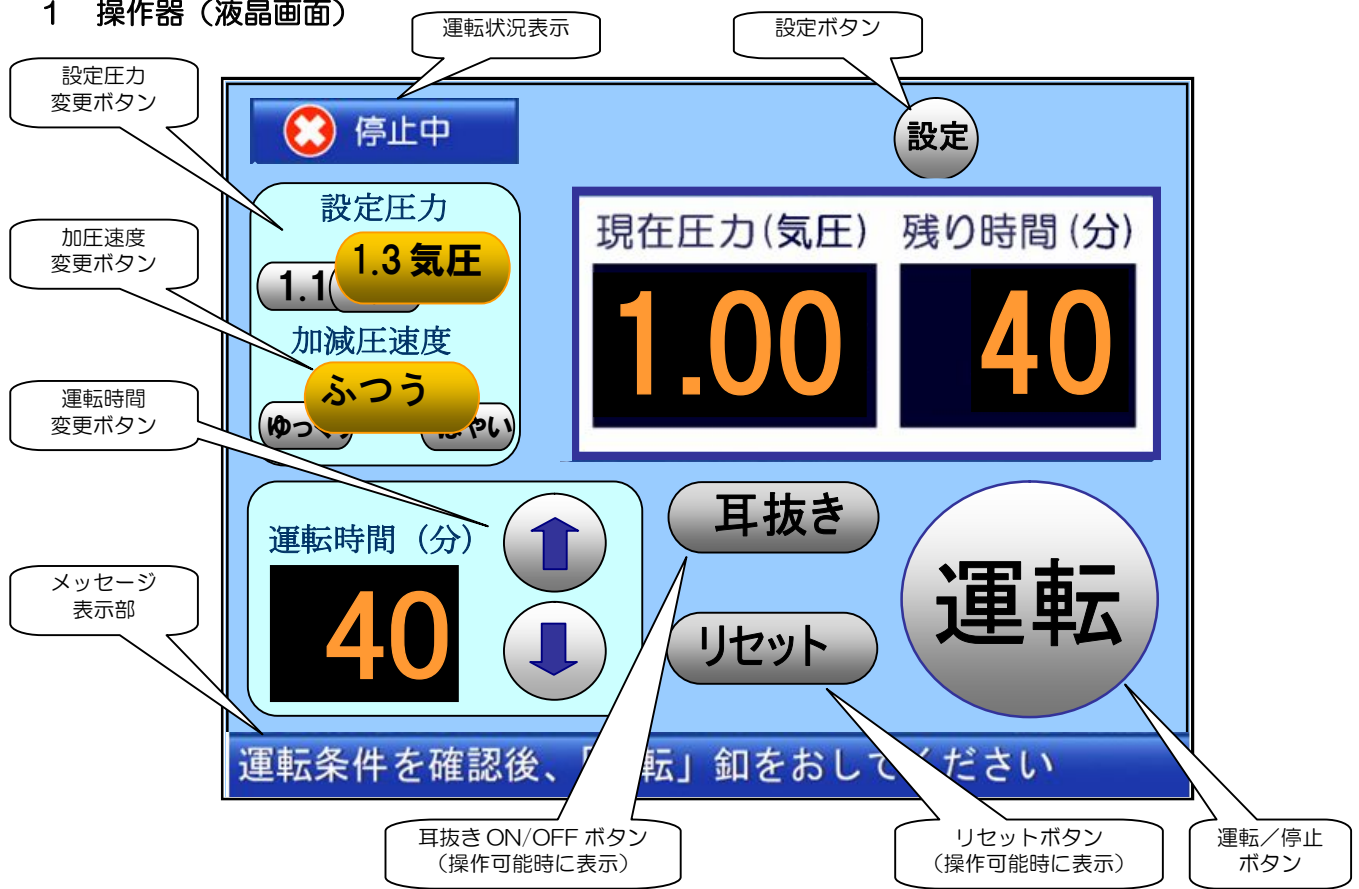 1 操作器（液晶画面）
運転状況表示
設定ボタン
設定圧力
変更ボタン
停止中
設定
設定圧力
1.3気圧
1.1
加圧速度
変更ボタン
加減圧速度
ふつう
現在圧力(気圧)
残り時間(分)
1.00
40
運転時間
変更ボタン
運転時間（分）
40
耳抜き
リセット
運転
メッセージ
表示部
運転条件を確認後、「 転」釦をおしてください
耳抜き ON/OFF ボタン
（操作可能時に表示）
リセットボタン
（操作可能時に表示）
運転／停止
ボタン